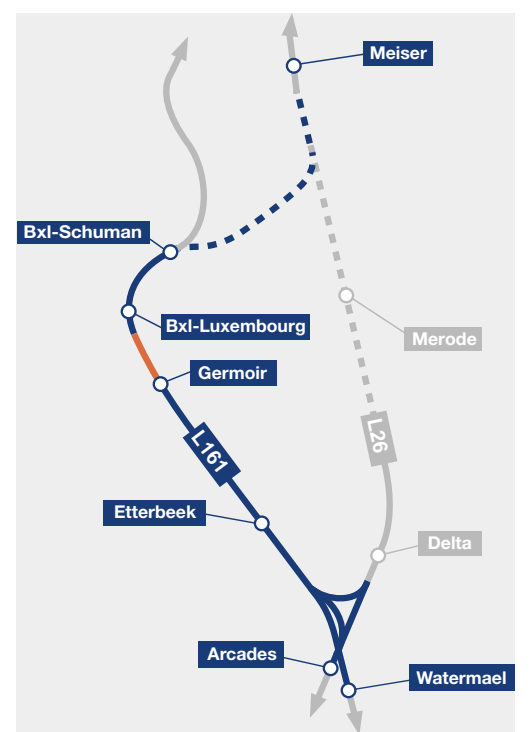 Meiser
Bxl-Schuman
Bxl-Luxembourg
Merode
Germoir
L26
L161
Etterbeek
Delta
Arcades
Watermael